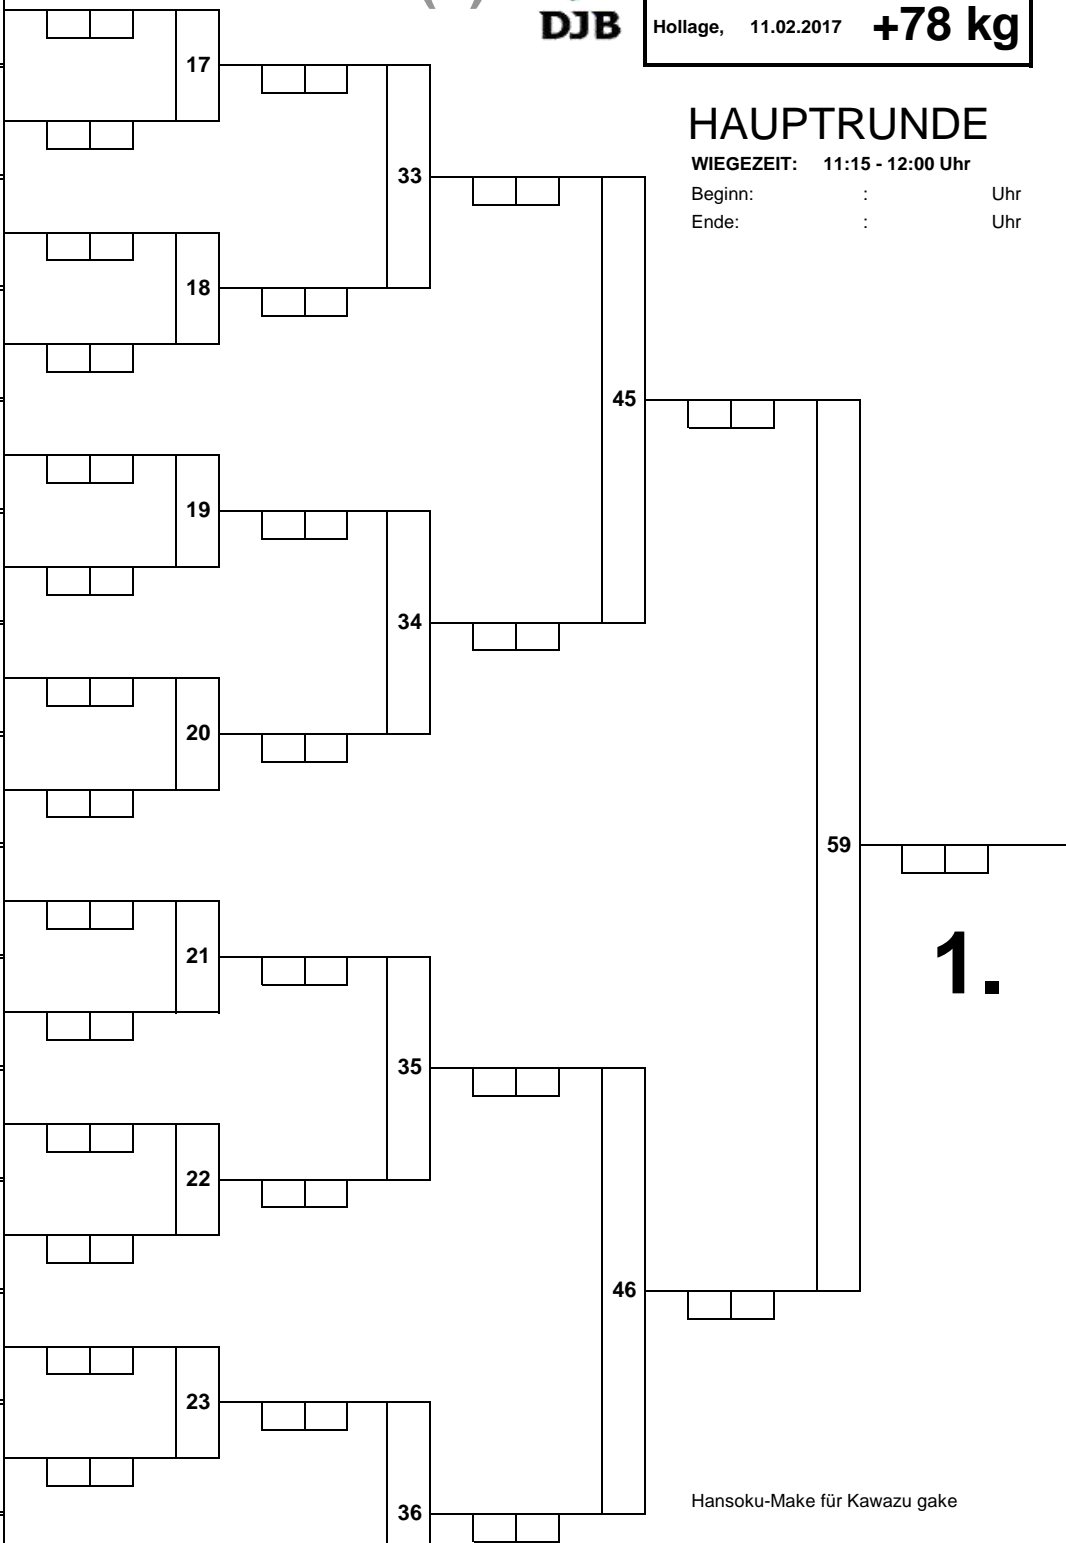 DJB
Hollage, 11.02.2017 +78 kg
HAUPTRUNDE
WIEGEZEIT: 11:15 - 12:00 Uhr
Beginn: : Uhr
Ende: : Uhr
17
33
18
45
19
34
20
59
1.
21
35
22
46
23
36
Hansoku-Make für Kawazu gake